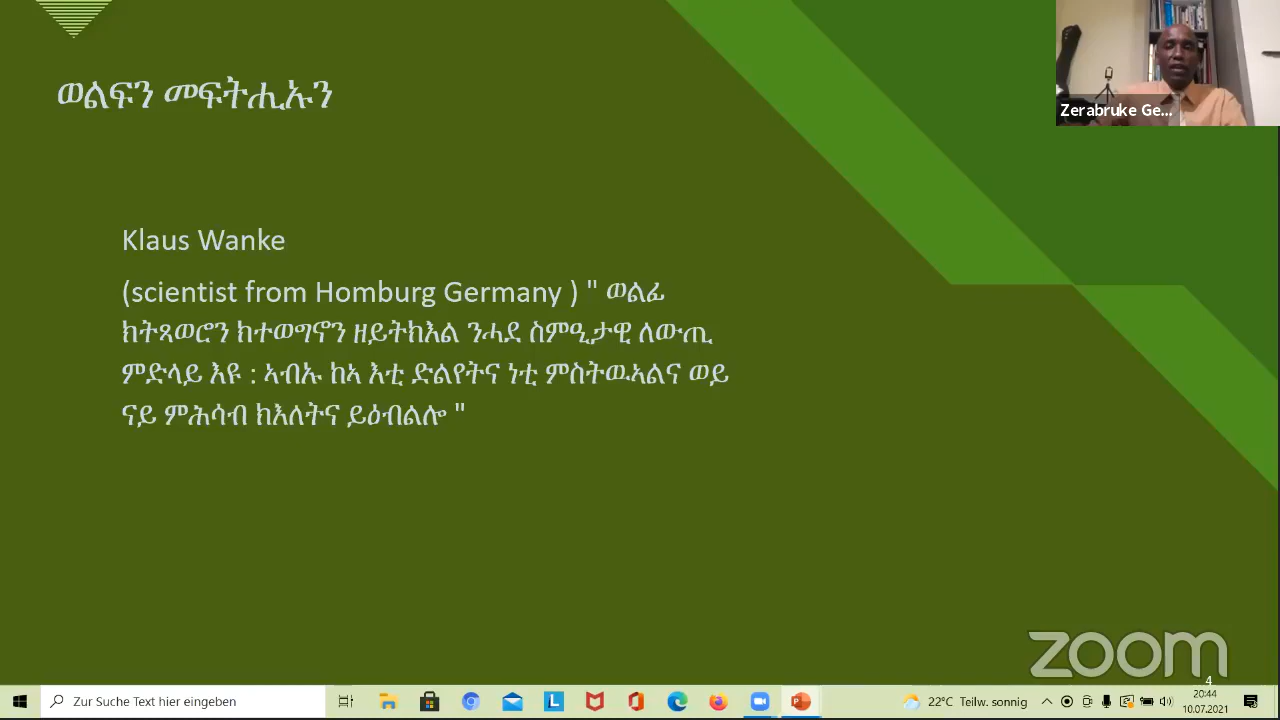 ወልፍን መፍትሒኡን
Zerabruke Ge...
Klaus Wanke
(scientist from Homburg Germany ) " ወልፊ
ክትጻወሮን ክተወግኖን ዘይትክእል ንሓደ ስምዒታዊ ለውጢ
ምድላይ እዩ : ኣብኡ ከኣ እቲ ድልየትና ነቲ ምስትዉኣልና ወይ
ናይ ምሕሳብ ክእለትና ይዕብልሎ "
zoom
4
Zur Suche Text hier eingeben
22°C Teilw. sonnig
20:44
10.07.2021